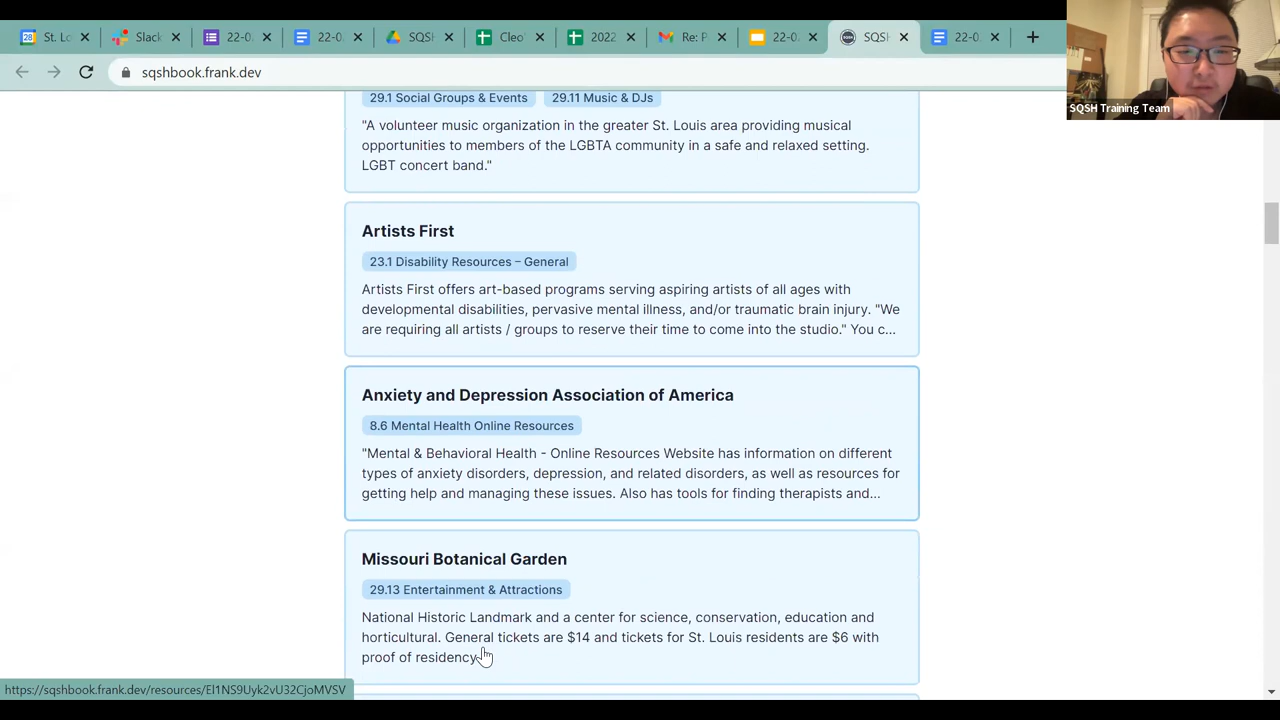 St. Lo
Slack
22-0
22-0
SQSH
Cleo
2022
Re: P
22-0
SQSH
22-0
sqshbook.frank.dev
SQSH Training Team
29.1 Social Groups & Events
29.11 Music & DJs
"A volunteer music organization in the greater St. Louis area providing musical
opportunities to members of the LGBTA community in a safe and relaxed setting.
LGBT concert band."
Artists First
23.1 Disability Resources – General
Artists First offers art-based programs serving aspiring artists of all ages with
developmental disabilities, pervasive mental illness, and/or traumatic brain injury. "We
are requiring all artists / groups to reserve their time to come into the studio." You c...
Anxiety and Depression Association of America
8.6 Mental Health Online Resources
"Mental & Behavioral Health - Online Resources Website has information on different
types of anxiety disorders, depression, and related disorders, as well as resources for
getting help and managing these issues. Also has tools for finding therapists and...
Missouri Botanical Garden
29.13 Entertainment & Attractions
National Historic Landmark and a center for science, conservation, education and
horticultural. General tickets are $14 and tickets for St. Louis residents are $6 with
proof of residency
https://sqshbook.frank.dev/resources/El1NS9Uyk2vU32CjoMVSV